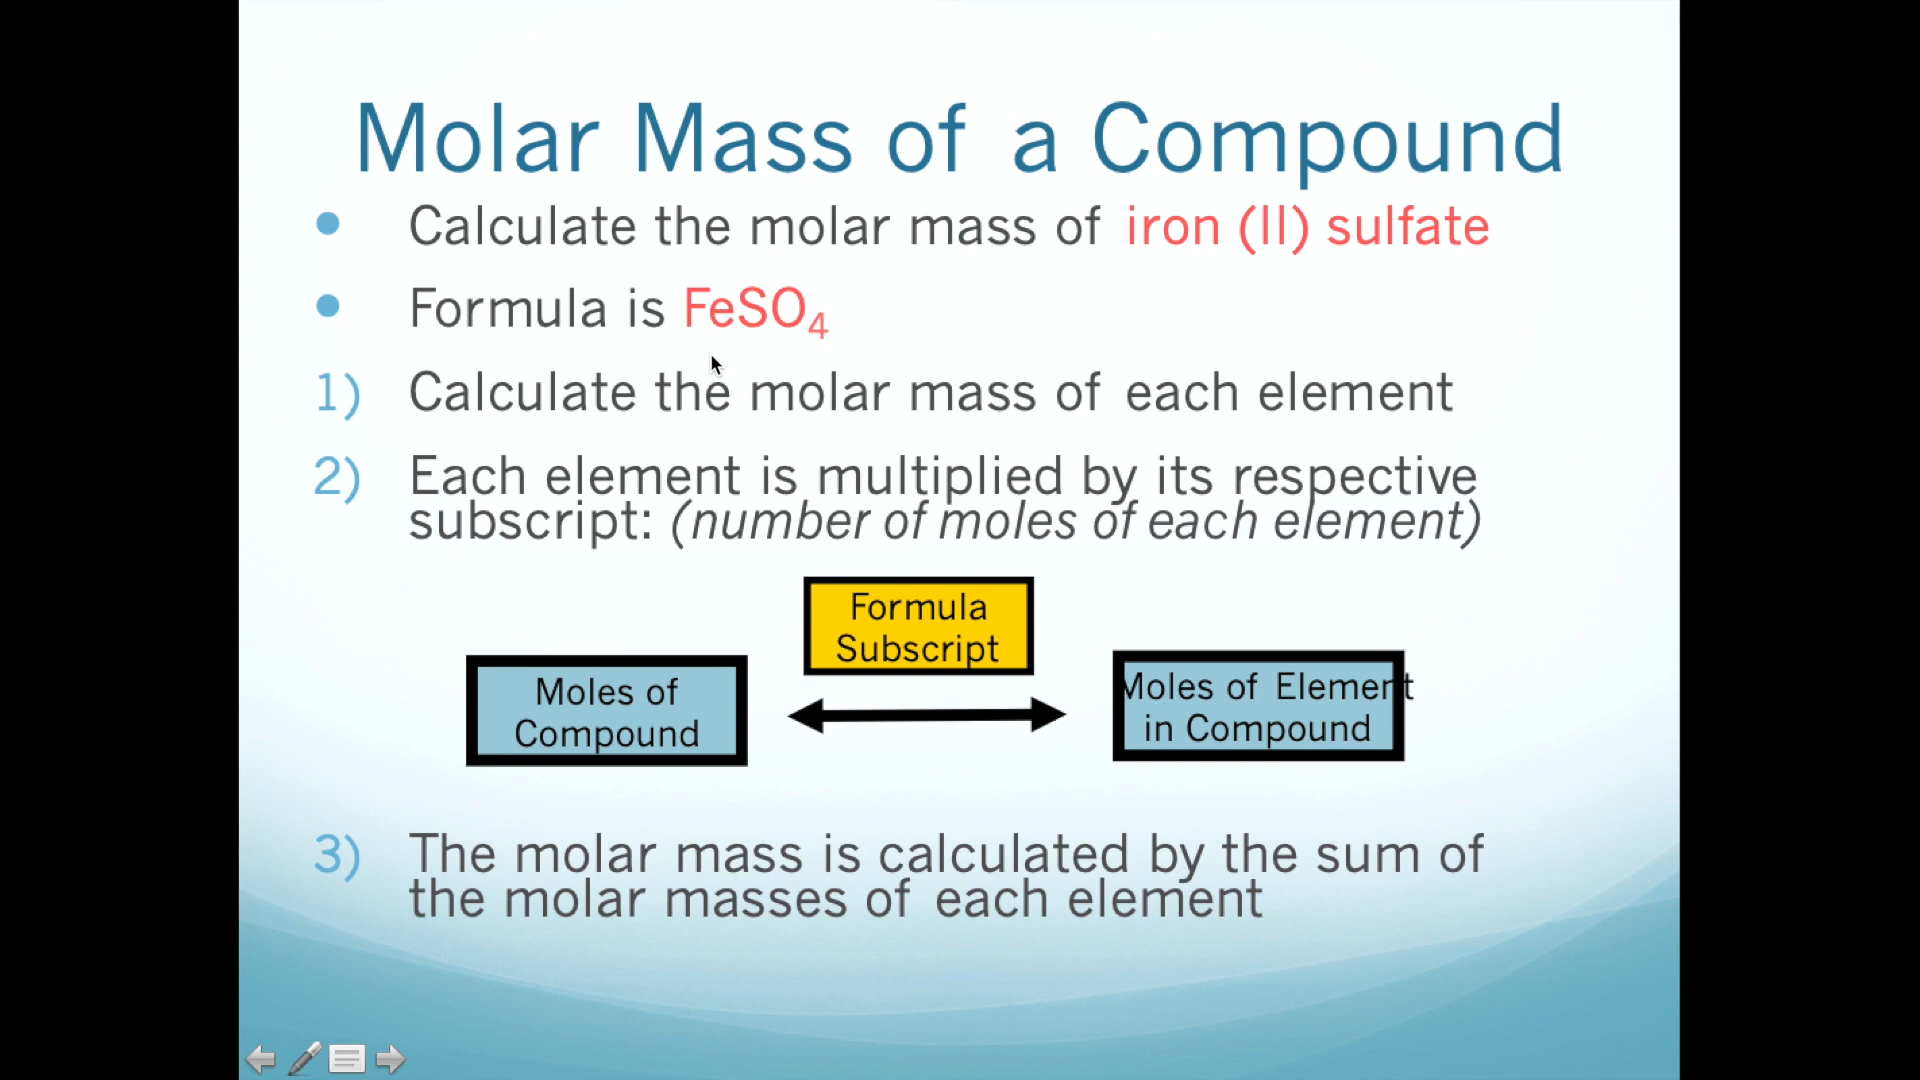 Molar Mass of a Compound
• Calculate the molar mass of iron (II) sulfate
• Formula is FeSO₄
1) Calculate the molar mass of each element
2) Each element is multiplied by its respective
subscript: (number of moles of each element)
Formula
Subscript
Moles of
Compound
Moles of Element
in Compound
3) The molar mass is calculated by the sum of
the molar masses of each element